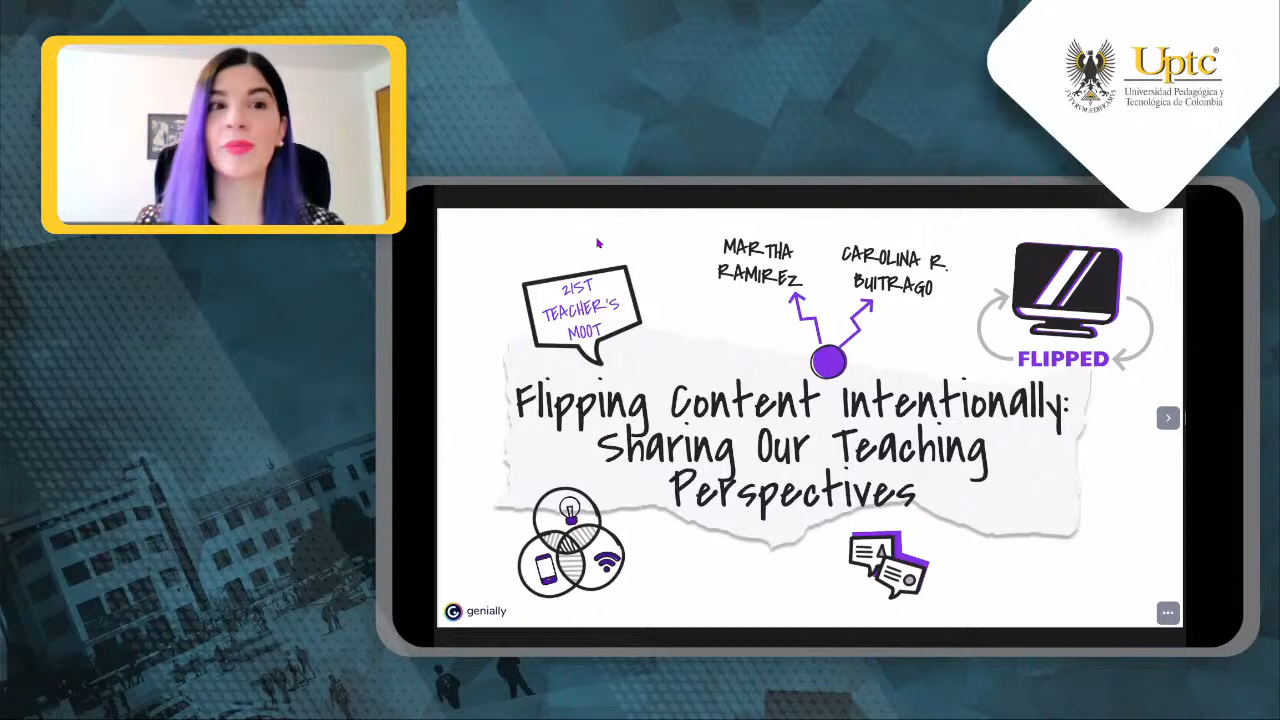 Uptc
Universidad Pedagógica y
Tecnológica de Colombia
21ST
TEACHER'S
MOOT
MARTHA
RAMIREZ
CAROLINA R.
BUITRAGO
FLIPPED
Flipping Content Intentionally:
Sharing Our Teaching
Perspectives
genially